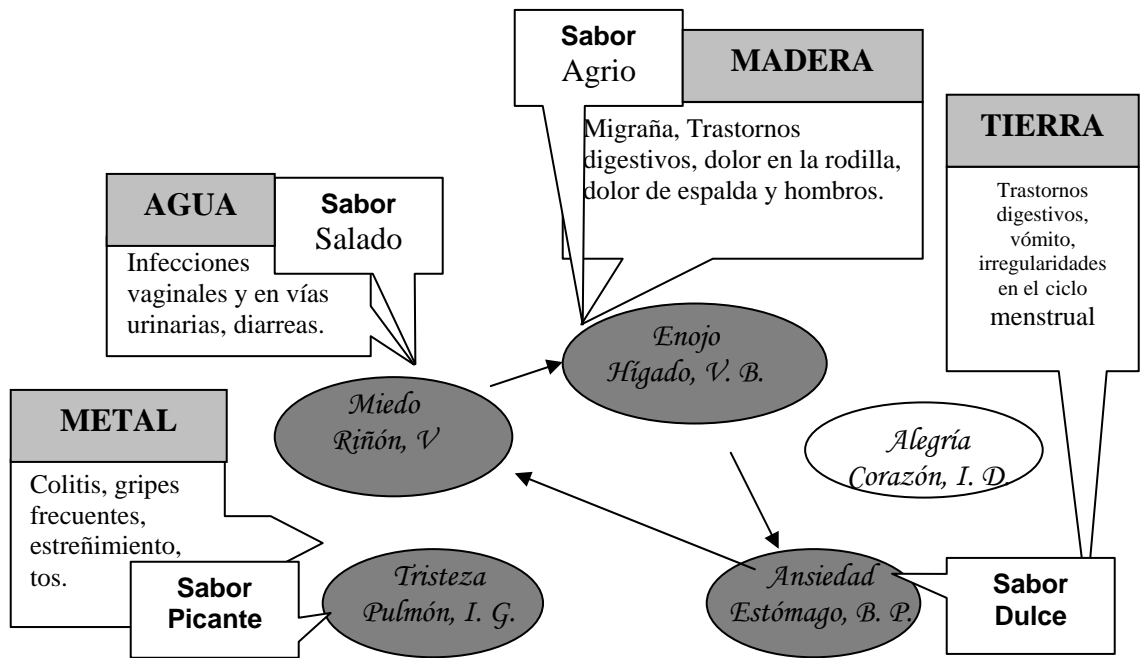 Sabor
Agrio
MADERA
Migraña, Trastornos
digestivos, dolor en la rodilla,
dolor de espalda y hombros.
TIERRA
Trastornos
digestivos,
vómito,
irregularidades
en el ciclo
menstrual
AGUA
Infecciones
vaginales y en vías
urinarias, diarreas.
Sabor
Salado
Enojo
Hígado, V. B.
Miedo
Riñón, V
METAL
Colitis, gripes
frecuentes,
estreñimiento,
tos.
Alegría
Corazón, I. D.
Sabor
Picante
Tristeza
Pulmón, I. G.
Ansiedad
Estómago, B. P.
Sabor
Dulce